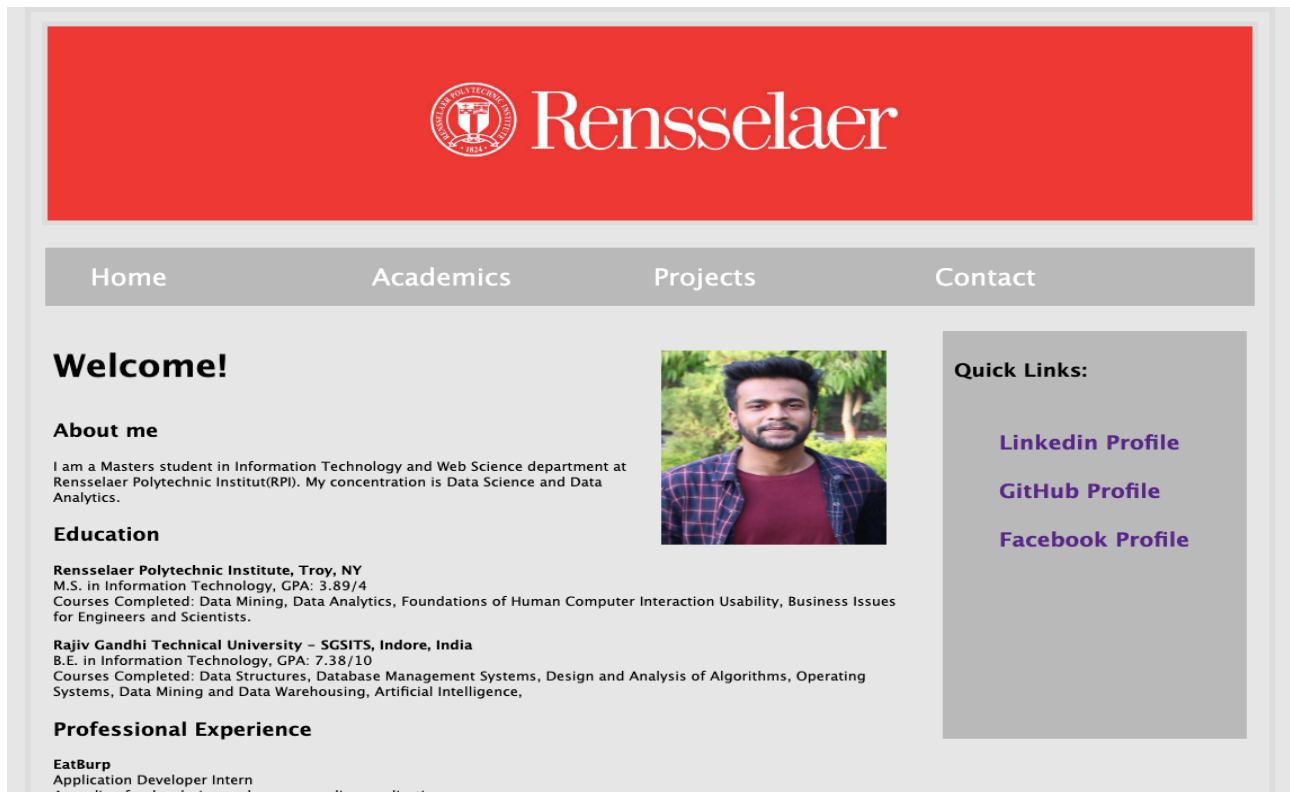 RENSSELAER POLYTECHNIC INSTITUTE
1824
Rensselaer
Home Academics Projects Contact
Welcome!
About me
I am a Masters student in Information Technology and Web Science department at
Rensselaer Polytechnic Institut(RPI). My concentration is Data Science and Data
Analytics.
Education
Rensselaer Polytechnic Institute, Troy, NY
M.S. in Information Technology, GPA: 3.89/4
Courses Completed: Data Mining, Data Analytics, Foundations of Human Computer Interaction Usability, Business Issues
for Engineers and Scientists.
Rajiv Gandhi Technical University - SGSITS, Indore, India
B.E. in Information Technology, GPA: 7.38/10
Courses Completed: Data Structures, Database Management Systems, Design and Analysis of Algorithms, Operating
Systems, Data Mining and Data Warehousing, Artificial Intelligence,
Professional Experience
EatBurp
Application Developer Intern
Quick Links:
Linkedin Profile
GitHub Profile
Facebook Profile